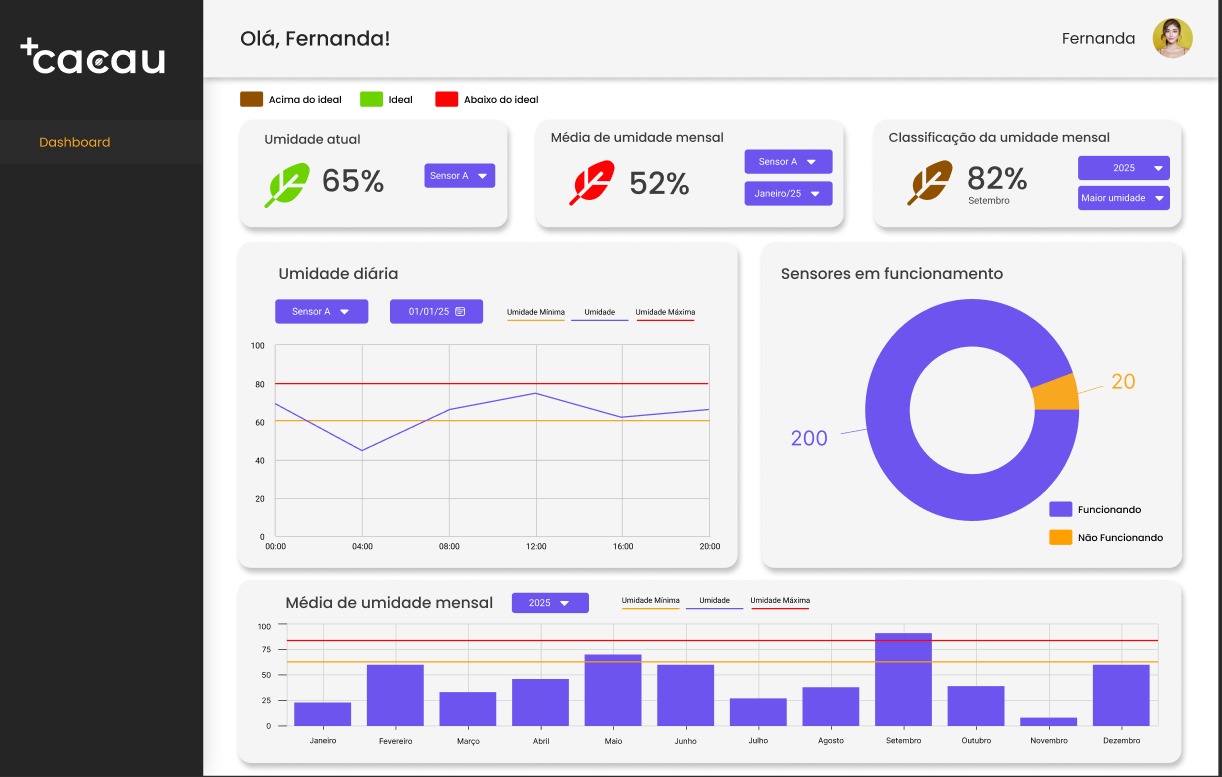 +cacau
Olá, Fernanda!
Fernanda
Dashboard
Acima do ideal
Ideal
Abaixo do ideal
Umidade atual
65%
Sensor A
Média de umidade mensal
52%
Sensor A
Janeiro/25
Classificação da umidade mensal
82%
Setembro
2025
Maior umidade
Umidade diária
Sensor A
01/01/25
Umidade Mínima
Umidade
Umidade Máxima
100
80
60
40
20
0
00:00
04:00
08:00
12:00
16:00
20:00
Sensores em funcionamento
20
200
Funcionando
Não Funcionando
Média de umidade mensal
2025
Umidade Mínima
Umidade
Umidade Máxima
100
75
50
25
0
Janeiro
Fevereiro
Março
Abril
Maio
Junho
Julho
Agosto
Setembro
Outubro
Novembro
Dezembro